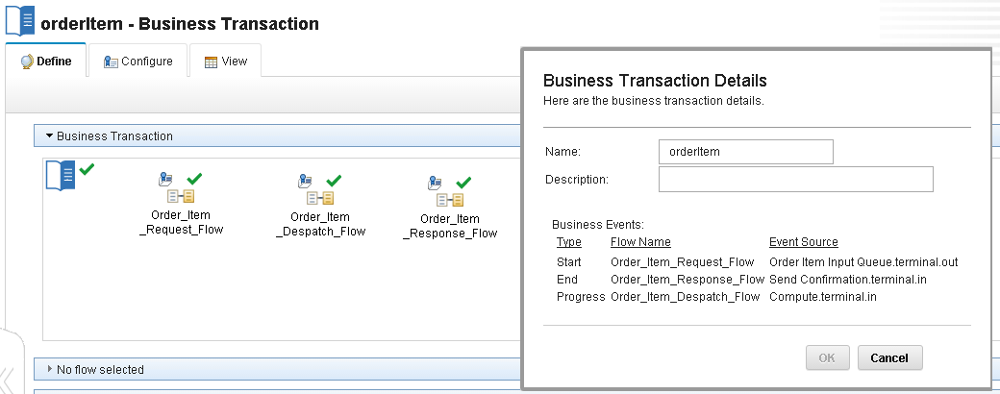 orderItem - Business Transaction
Define
Configure
View
Business Transaction
Order_Item
_Request_Flow
Order_Item
_Despatch_Flow
Order_Item
_Response_Flow
No flow selected
Business Transaction Details
Here are the business transaction details.
Name: orderItem
Description:
Business Events:
Type Flow Name Event Source
Start Order_Item_Request_Flow Order Item Input Queue.terminal.out
End Order_Item_Response_Flow Send Confirmation.terminal.in
Progress Order_Item_Despatch_Flow Compute.terminal.in
OK Cancel